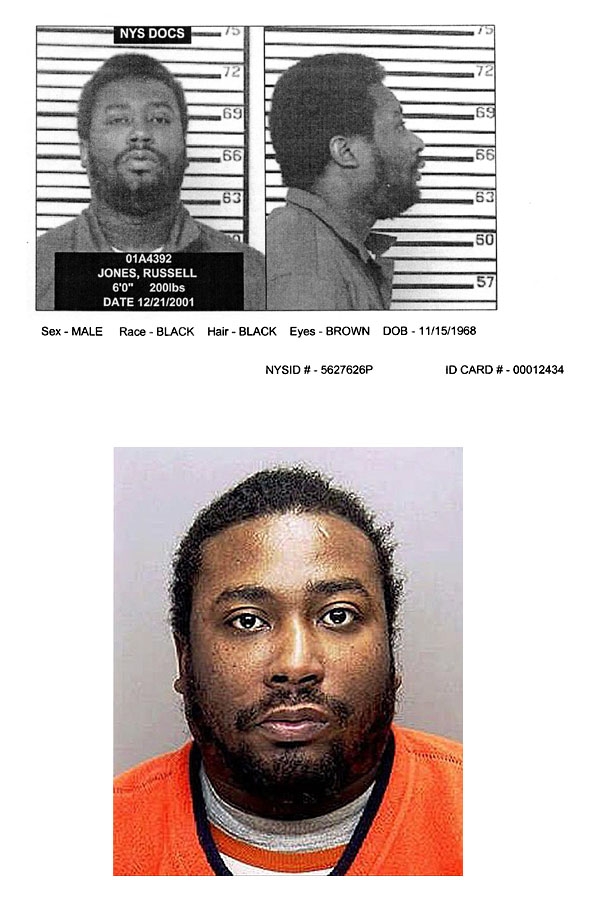 NYS DOCS
75 75
72 72
69 69
66 66
63 63
60
57
01A4392
JONES, RUSSELL
6'0" 200lbs
DATE 12/21/2001
Sex - MALE Race - BLACK Hair - BLACK Eyes - BROWN DOB - 11/15/1968
NYSID # - 5627626P ID CARD # - 00012434